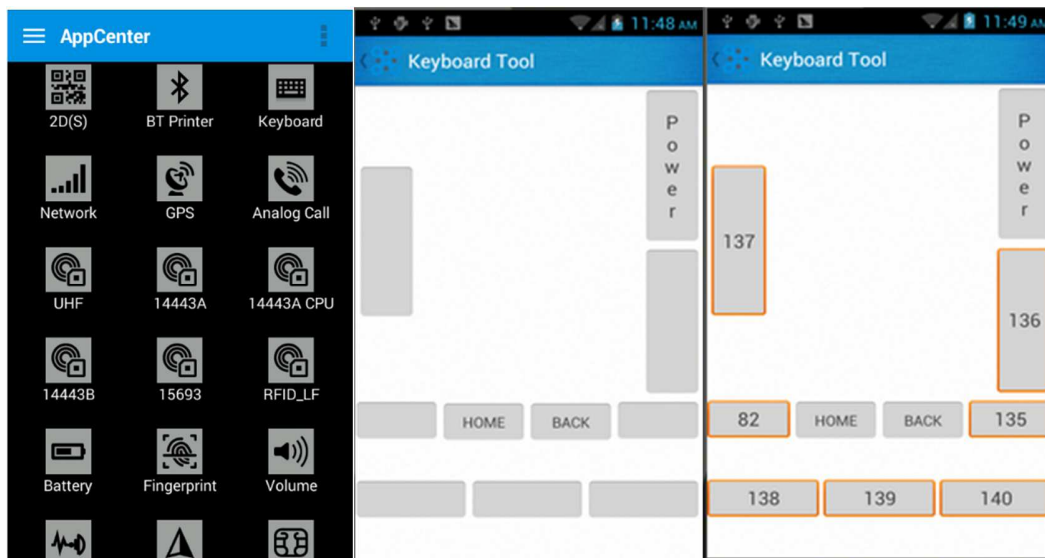 AppCenter
2D(S) BT Printer Keyboard
Network GPS Analog Call
UHF 14443A 14443A CPU
14443B 15693 RFID_LF
Battery Fingerprint Volume
11:48 AM
Keyboard Tool
Power
HOME BACK
11:49 AM
Keyboard Tool
Power
137
136
82 HOME BACK 135
138 139 140